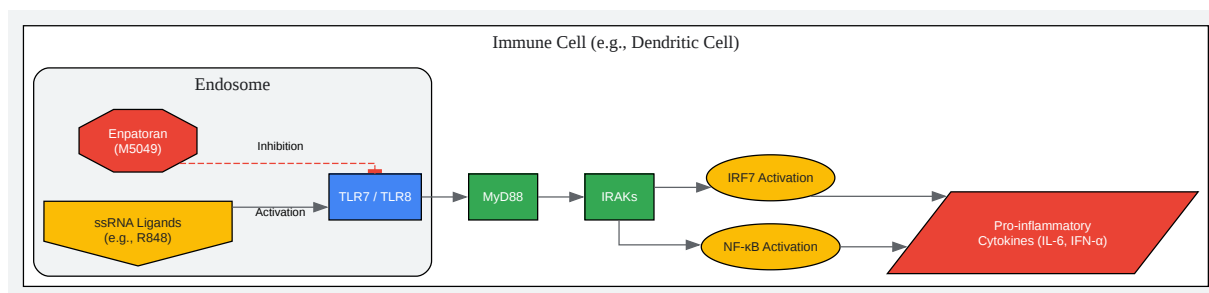 Immune Cell (e.g., Dendritic Cell)
Endosome
Enpatoran
(M5049)
Inhibition
ssRNA Ligands
(e.g., R848)
Activation
TLR7 / TLR8
MyD88
IRAKs
IRF7 Activation
NF-κB Activation
Pro-inflammatory
Cytokines (IL-6, IFN-α)